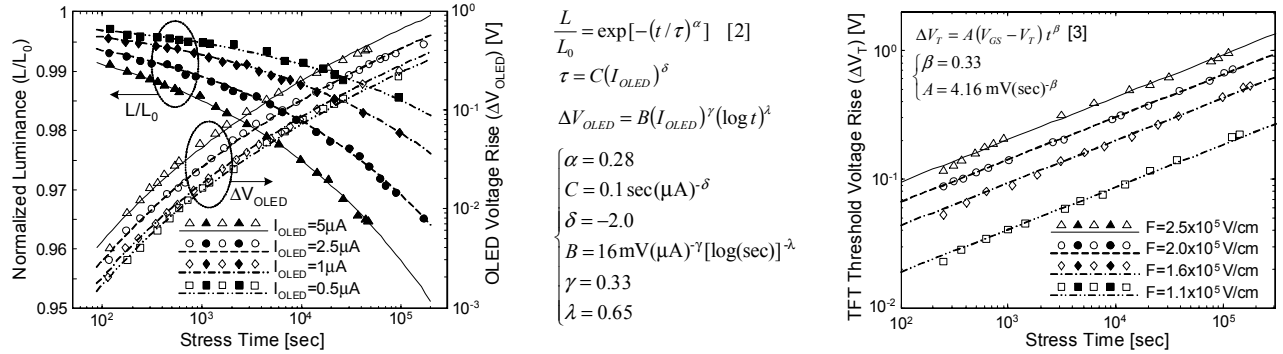 Normalized Luminance (L/L₀)
1
0.99
0.98
0.97
0.96
0.95
L/L₀
ΔV_OLED
I_OLED=5μA
I_OLED=2.5μA
I_OLED=1μA
I_OLED=0.5μA
10² 10³ 10⁴ 10⁵
Stress Time [sec]
10⁰
10⁻¹
10⁻²
10⁻³
OLED Voltage Rise (ΔV_OLED) [V]
L/L₀ = exp[−(t/τ)^α] [2]
τ = C(I_OLED)^δ
ΔV_OLED = B(I_OLED)^γ (log t)^λ
α = 0.28
C = 0.1 sec(μA)^-δ
δ = −2.0
B = 16 mV(μA)^-γ [log(sec)]^-λ
γ = 0.33
λ = 0.65
TFT Threshold Voltage Rise (ΔV_T) [V]
10⁰
10⁻¹
10⁻²
ΔV_T = A(V_GS − V_T) t^β [3]
β = 0.33
A = 4.16 mV(sec)^-β
F=2.5x10⁵ V/cm
F=2.0x10⁵ V/cm
F=1.6x10⁵ V/cm
F=1.1x10⁵ V/cm
10² 10³ 10⁴ 10⁵
Stress Time [sec]